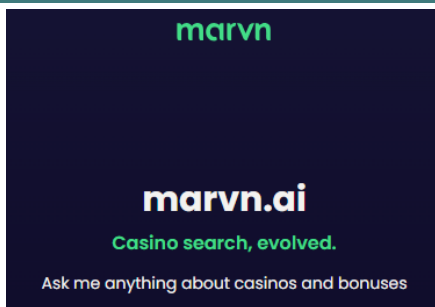 marvn
marvn.ai
Casino search, evolved.
Ask me anything about casinos and bonuses